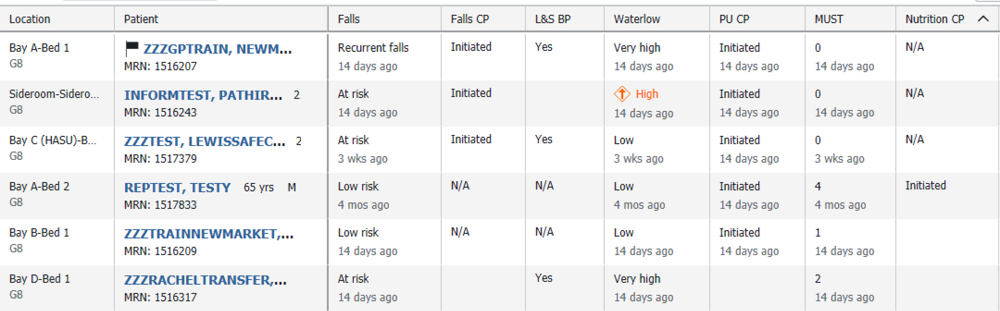 Location Patient Falls Falls CP L&S BP Waterlow PU CP MUST Nutrition CP
Bay A-Bed 1 ZZZGPTRAIN, NEWM... Recurrent falls Initiated Yes Very high Initiated 0 N/A
G8 MRN: 1516207 14 days ago 14 days ago 14 days ago 14 days ago
Sideroom-Sidero... INFORMTEST, PATHIR... 2 At risk Initiated High Initiated 0 N/A
G8 MRN: 1516243 14 days ago 14 days ago 14 days ago 14 days ago
Bay C (HASU)-B... ZZZTEST, LEWISSAFEC... 2 At risk Initiated Yes Low Initiated 0 N/A
G8 MRN: 1517379 3 wks ago 3 wks ago 14 days ago 3 wks ago
Bay A-Bed 2 REPTEST, TESTY 65 yrs M Low risk N/A N/A Low Initiated 4 Initiated
G8 MRN: 1517833 4 mos ago 4 mos ago 14 days ago 4 mos ago
Bay B-Bed 1 ZZZTRAINNEWMARKET,... Low risk N/A N/A Low Initiated 1
G8 MRN: 1516209 14 days ago 14 days ago 14 days ago 14 days ago
Bay D-Bed 1 ZZZRACHELTRANSFER,... At risk Yes Very high 2
G8 MRN: 1516317 14 days ago 14 days ago 14 days ago